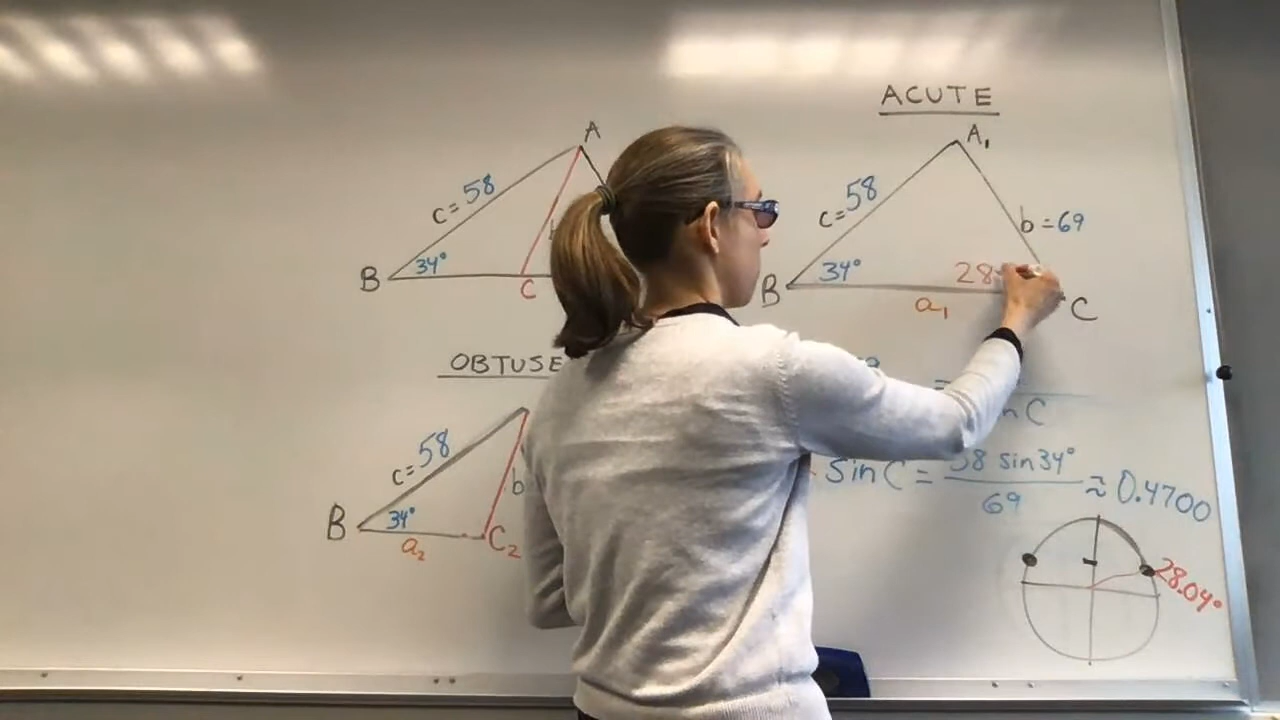 A
c=58
B
34°
C
ACUTE
A₁
c=58
b=69
B
34°
28
a₁
C
OBTUSE
c=58
b
B
34°
a₂
C₂
=
n C
sin C = 58 sin34° / 69 ≈ 0.4700
28.04°